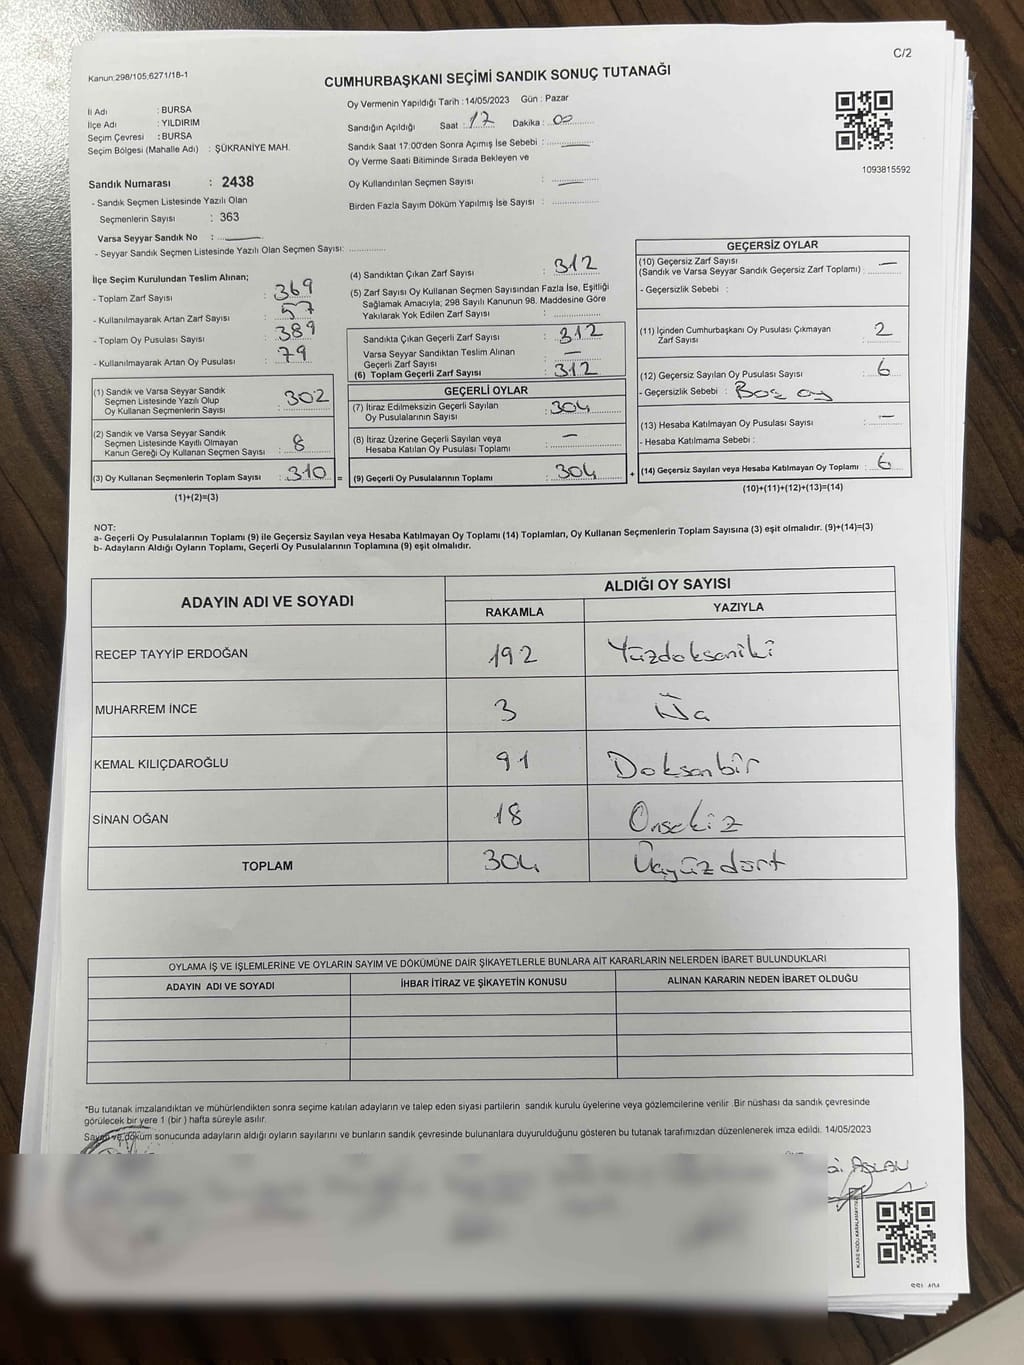 C/2
Kanun:298/105,6271/18-1
CUMHURBAŞKANI SEÇİMİ SANDIK SONUÇ TUTANAĞI
İl Adı : BURSA
İlçe Adı : YILDIRIM
Seçim Çevresi : BURSA
Seçim Bölgesi (Mahalle Adı) : ŞÜKRANİYE MAH.
Sandık Numarası : 2438
- Sandık Seçmen Listesinde Yazılı Olan
Seçmenlerin Sayısı : 363
Varsa Seyyar Sandık No :
- Seyyar Sandık Seçmen Listesinde Yazılı Olan Seçmen Sayısı:
Oy Vermenin Yapıldığı Tarih : 14/05/2023 Gün : Pazar
Sandığın Açıldığı Saat : 17 Dakika : 00
Sandık Saat 17:00'den Sonra Açımış İse Sebebi : —
Oy Verme Saati Bitiminde Sırada Bekleyen ve
Oy Kullandırılan Seçmen Sayısı : —
Birden Fazla Sayım Döküm Yapılmış İse Sayısı :
1093815592
İlçe Seçim Kurulundan Teslim Alınan;
- Toplam Zarf Sayısı : 369
- Kullanılmayarak Artan Zarf Sayısı : 57
- Toplam Oy Pusulası Sayısı : 389
- Kullanılmayarak Artan Oy Pusulası : 79
(1) Sandık ve Varsa Seyyar Sandık
Seçmen Listesinde Yazılı Olup
Oy Kullanan Seçmenlerin Sayısı : 302
(2) Sandık ve Varsa Seyyar Sandık
Seçmen Listesinde Kayıtlı Olmayan
Kanun Gereği Oy Kullanan Seçmen Sayısı : 8
(3) Oy Kullanan Seçmenlerin Toplam Sayısı : 310 =
(1)+(2)=(3)
(4) Sandıktan Çıkan Zarf Sayısı : 312
(5) Zarf Sayısı Oy Kullanan Seçmen Sayısından Fazla İse, Eşitliği
Sağlamak Amacıyla; 298 Sayılı Kanunun 98. Maddesine Göre
Yakılarak Yok Edilen Zarf Sayısı :
Sandıkta Çıkan Geçerli Zarf Sayısı : 312
Varsa Seyyar Sandıktan Teslim Alınan
Geçerli Zarf Sayısı : —
(6) Toplam Geçerli Zarf Sayısı : 312
GEÇERLİ OYLAR
(7) İtiraz Edilmeksizin Geçerli Sayılan
Oy Pusulalarının Sayısı : 304
(8) İtiraz Üzerine Geçerli Sayılan veya
Hesaba Katılan Oy Pusulası Toplamı : —
(9) Geçerli Oy Pusulalarının Toplamı : 304 +
GEÇERSİZ OYLAR
(10) Geçersiz Zarf Sayısı
(Sandık ve Varsa Seyyar Sandık Geçersiz Zarf Toplamı) : —
- Geçersizlik Sebebi :
(11) İçinden Cumhurbaşkanı Oy Pusulası Çıkmayan
Zarf Sayısı : 2
(12) Geçersiz Sayılan Oy Pusulası Sayısı : 6
- Geçersizlik Sebebi : Boş oy
(13) Hesaba Katılmayan Oy Pusulası Sayısı : —
- Hesaba Katılmama Sebebi :
(14) Geçersiz Sayılan veya Hesaba Katılmayan Oy Toplamı : 6
(10)+(11)+(12)+(13)=(14)
NOT:
a- Geçerli Oy Pusulalarının Toplamı (9) ile Geçersiz Sayılan veya Hesaba Katılmayan Oy Toplamı (14) Toplamları, Oy Kullanan Seçmenlerin Toplam Sayısına (3) eşit olmalıdır. (9)+(14)=(3)
b- Adayların Aldığı Oyların Toplamı, Geçerli Oy Pusulalarının Toplamına (9) eşit olmalıdır.
ADAYIN ADI VE SOYADI
ALDIĞI OY SAYISI
RAKAMLA YAZIYLA
RECEP TAYYİP ERDOĞAN 192 Yüzdoksaniki
MUHARREM İNCE 3 Üç
KEMAL KILIÇDAROĞLU 91 Doksanbir
SİNAN OĞAN 18 Onsekiz
TOPLAM 304 Üçyüzdört
OYLAMA İŞ VE İŞLEMLERİNE VE OYLARIN SAYIM VE DÖKÜMÜNE DAİR ŞİKAYETLERLE BUNLARA AİT KARARLARIN NELERDEN İBARET BULUNDUKLARI
ADAYIN ADI VE SOYADI İHBAR İTİRAZ VE ŞİKAYETİN KONUSU ALINAN KARARIN NEDEN İBARET OLDUĞU
*Bu tutanak imzalandıktan ve mühürlendikten sonra seçime katılan adayların ve talep eden siyasi partilerin sandık kurulu üyelerine veya gözlemcilerine verilir .Bir nüshası da sandık çevresinde
görülecek bir yere 1 (bir ) hafta süreyle asılır.
Sayım ve döküm sonucunda adayların aldığı oyların sayılarını ve bunların sandık çevresinde bulunanlara duyurulduğunu gösteren bu tutanak tarafımızdan düzenlenerek imza edildi. 14/05/2023
ASLAN